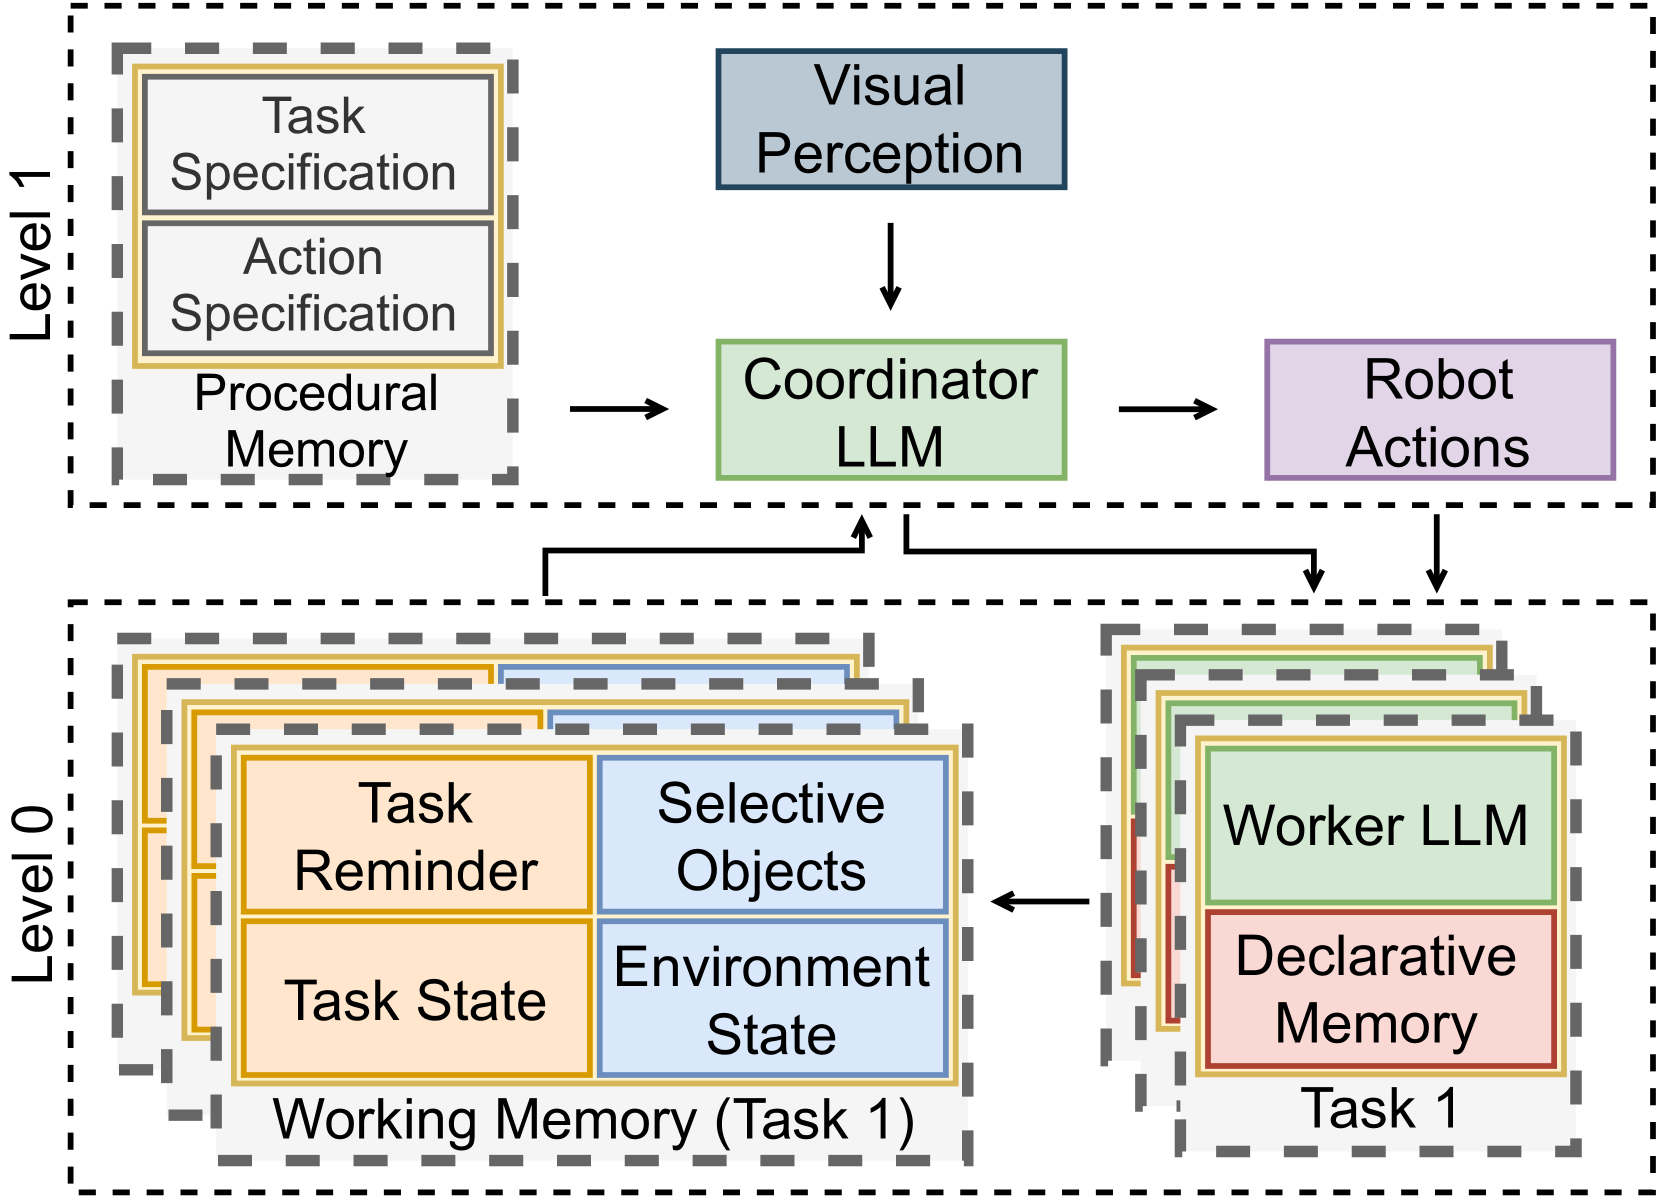 Level 1
Task
Specification
Action
Specification
Procedural
Memory
Visual
Perception
Coordinator
LLM
Robot
Actions
Level 0
Task
Reminder
Selective
Objects
Task State
Environment
State
Working Memory (Task 1)
Worker LLM
Declarative
Memory
Task 1